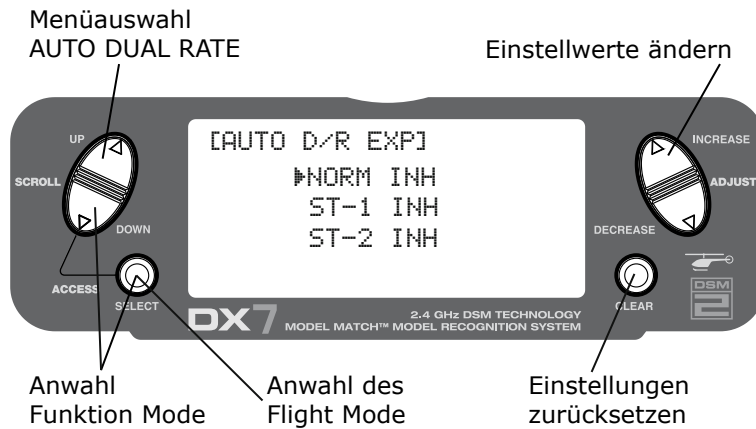 Menüauswahl
AUTO DUAL RATE
Einstellwerte ändern
UP
SCROLL
DOWN
ACCESS
SELECT
[AUTO D/R EXP]
NORM INH
ST-1 INH
ST-2 INH
INCREASE
ADJUST
DECREASE
CLEAR
DSM
2
DX7
2.4 GHz DSM TECHNOLOGY
MODEL MATCH™ MODEL RECOGNITION SYSTEM
Anwahl
Funktion Mode
Anwahl des
Flight Mode
Einstellungen
zurücksetzen